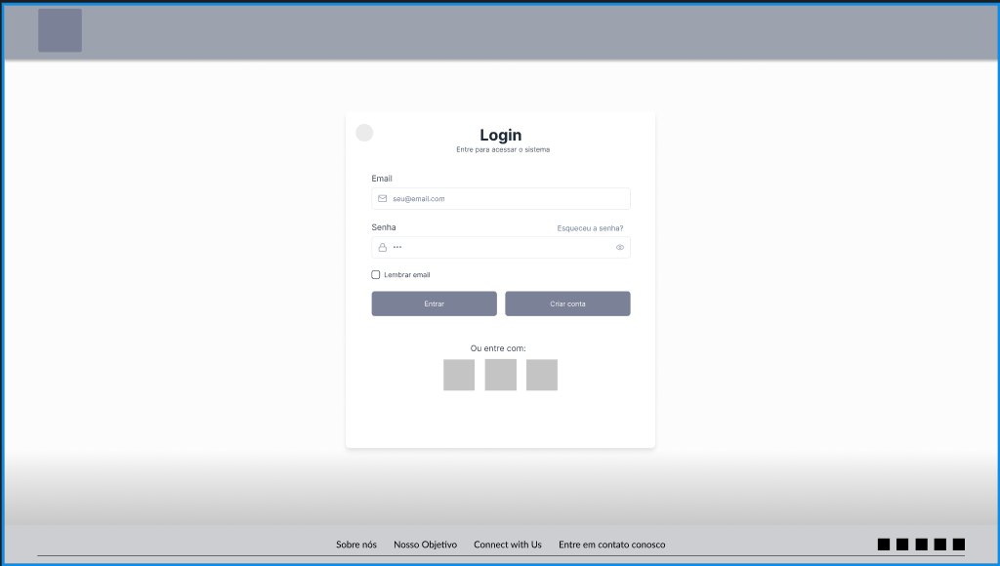 Login
Entre para acessar o sistema
Email
seu@email.com
Senha
Esqueceu a senha?
•••
Lembrar email
Entrar
Criar conta
Ou entre com:
Sobre nós
Nosso Objetivo
Connect with Us
Entre em contato conosco